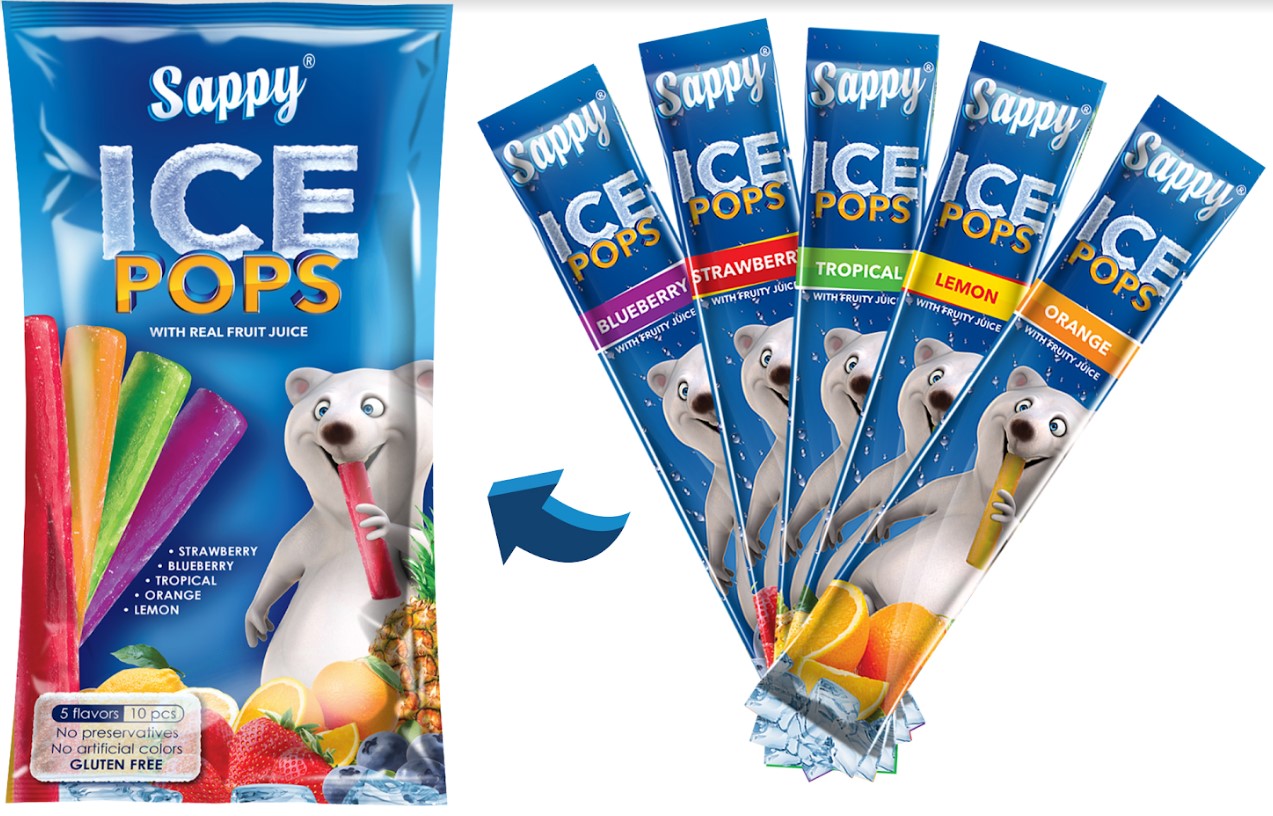 Sappy®
ICE
POPS
WITH REAL FRUIT JUICE
• STRAWBERRY
• BLUEBERRY
• TROPICAL
• ORANGE
• LEMON
5 flavors 10 pcs
No preservatives
No artificial colors
GLUTEN FREE
Sappy®
ICE
POPS
BLUEBERRY
WITH FRUITY JUICE
Sappy®
ICE
POPS
STRAWBERR
WITH FRUITY JUIC
Sappy®
ICE
POPS
TROPICAL
WITH FRUITY JUIC
Sappy®
ICE
POPS
LEMON
WITH FRUITY JUICE
Sappy®
ICE
POPS
ORANGE
WITH FRUITY JUICE